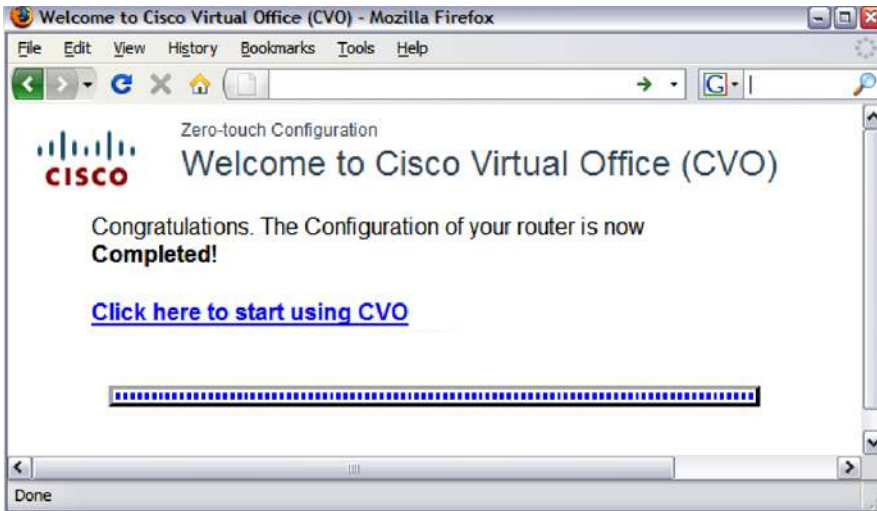 Welcome to Cisco Virtual Office (CVO) - Mozilla Firefox
File Edit View History Bookmarks Tools Help
G
Zero-touch Configuration
CISCO
Welcome to Cisco Virtual Office (CVO)
Congratulations. The Configuration of your router is now
Completed!
Click here to start using CVO
Done